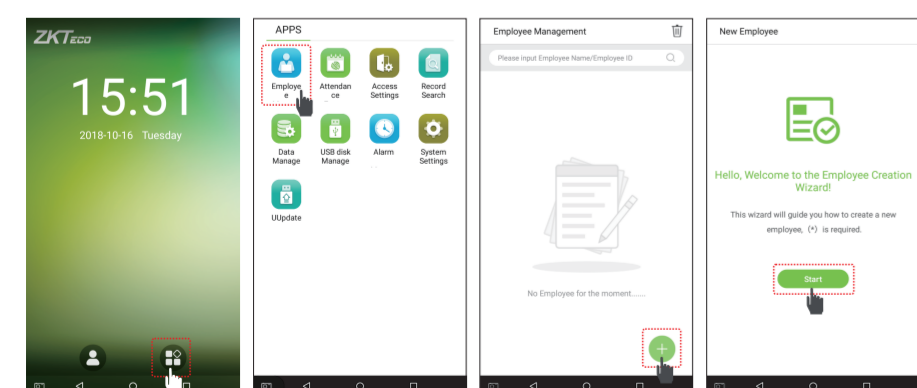 ZKTeco
15:51
2018-10-16 Tuesday
APPS
Employe
e
Attendan
ce
Access
Settings
Record
Search
Data
Manage
USB disk
Manage
Alarm
System
Settings
UUpdate
Employee Management
Please input Employee Name/Employee ID
No Employee for the moment.......
New Employee
Hello, Welcome to the Employee Creation
Wizard!
This wizard will guide you how to create a new
employee, (*) is required.
Start